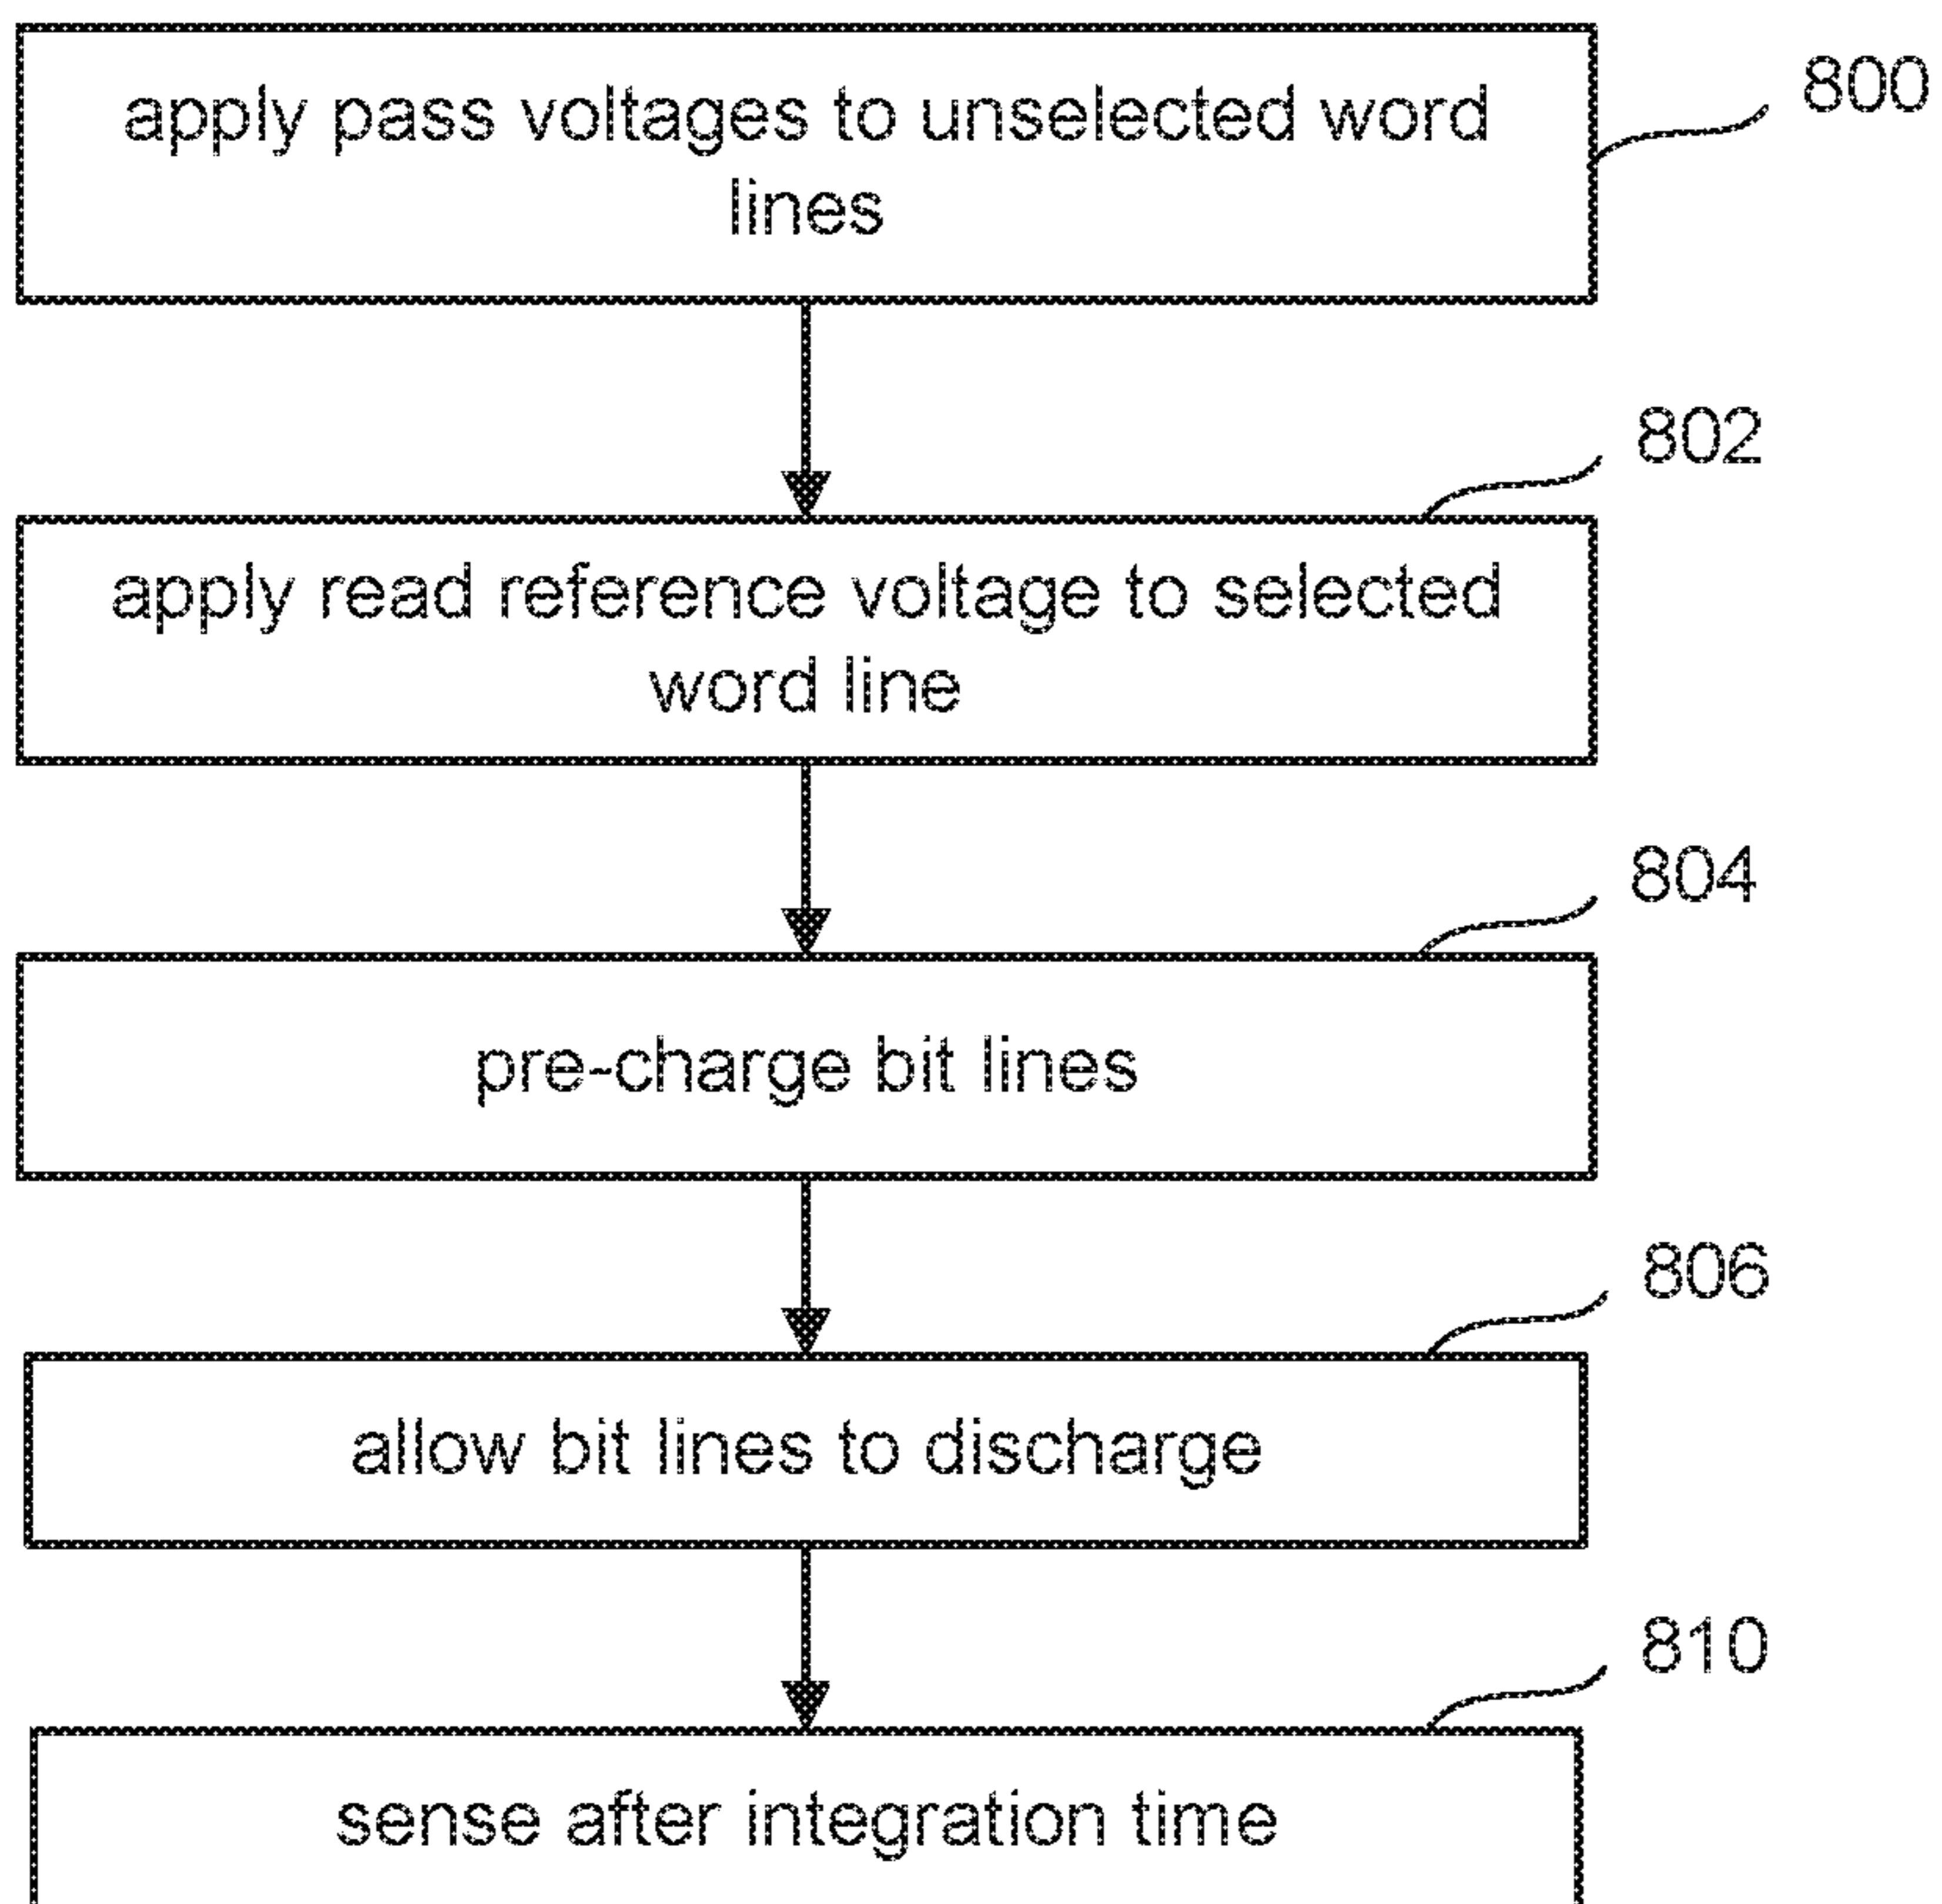 apply pass voltages to unselected word
lines
800
802
apply read reference voltage to selected
word line
804
pre-charge bit lines
806
allow bit lines to discharge
810
sense after integration time